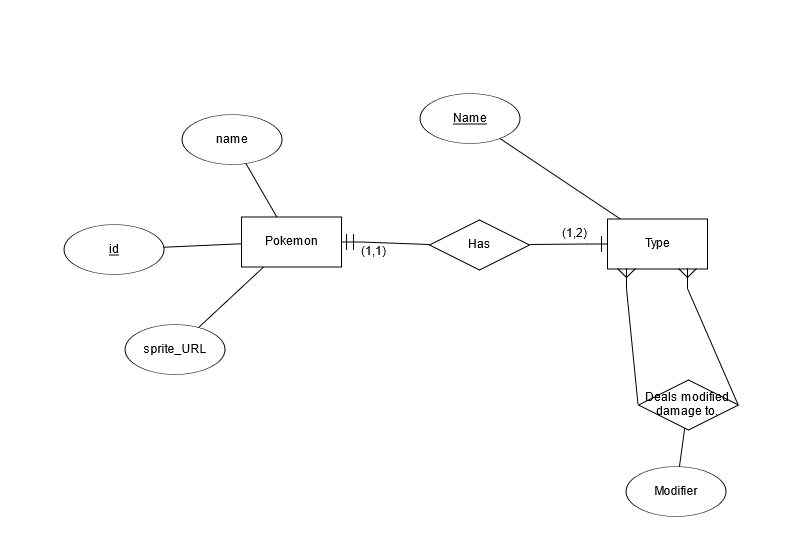 Name
name
Pokemon
Has
(1,2)
Type
id
(1,1)
sprite_URL
Deals modified
damage to.
Modifier